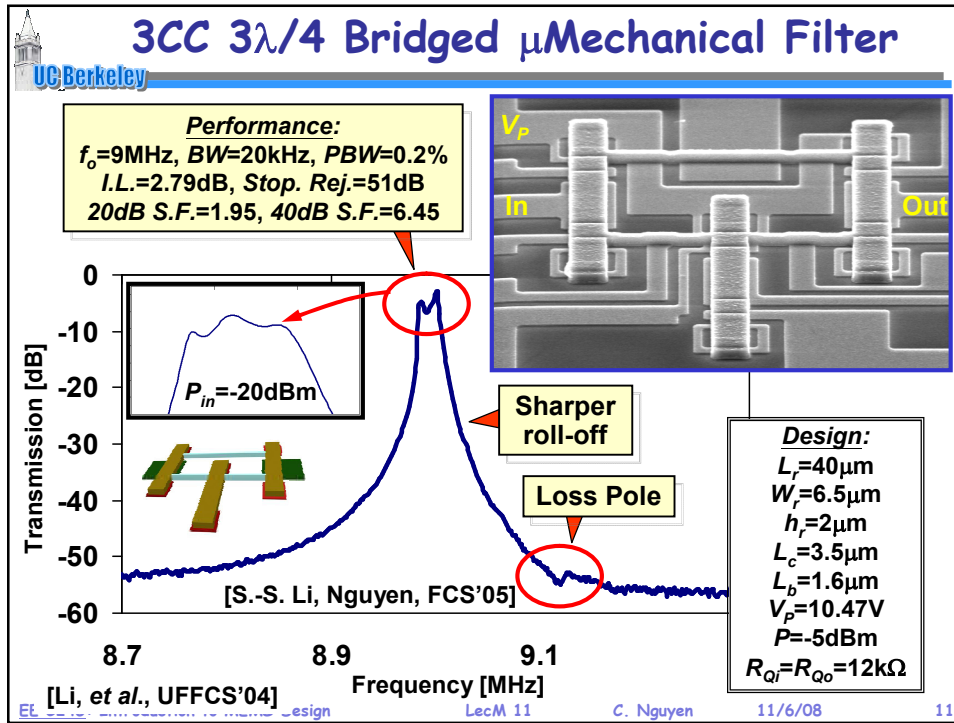 3CC 3λ/4 Bridged μMechanical Filter
UC Berkeley
Performance:
fo=9MHz, BW=20kHz, PBW=0.2%
I.L.=2.79dB, Stop. Rej.=51dB
20dB S.F.=1.95, 40dB S.F.=6.45
VP
In
Out
0
-10
-20
-30
-40
-50
-60
Transmission [dB]
Pin=-20dBm
Sharper
roll-off
Loss Pole
[S.-S. Li, Nguyen, FCS'05]
8.7
8.9
9.1
Frequency [MHz]
[Li, et al., UFFCS'04]
Design:
Lr=40μm
Wr=6.5μm
hr=2μm
Lc=3.5μm
Lb=1.6μm
VP=10.47V
P=-5dBm
RQi=RQo=12kΩ
Design
LecM 11
C. Nguyen
11/6/08
11